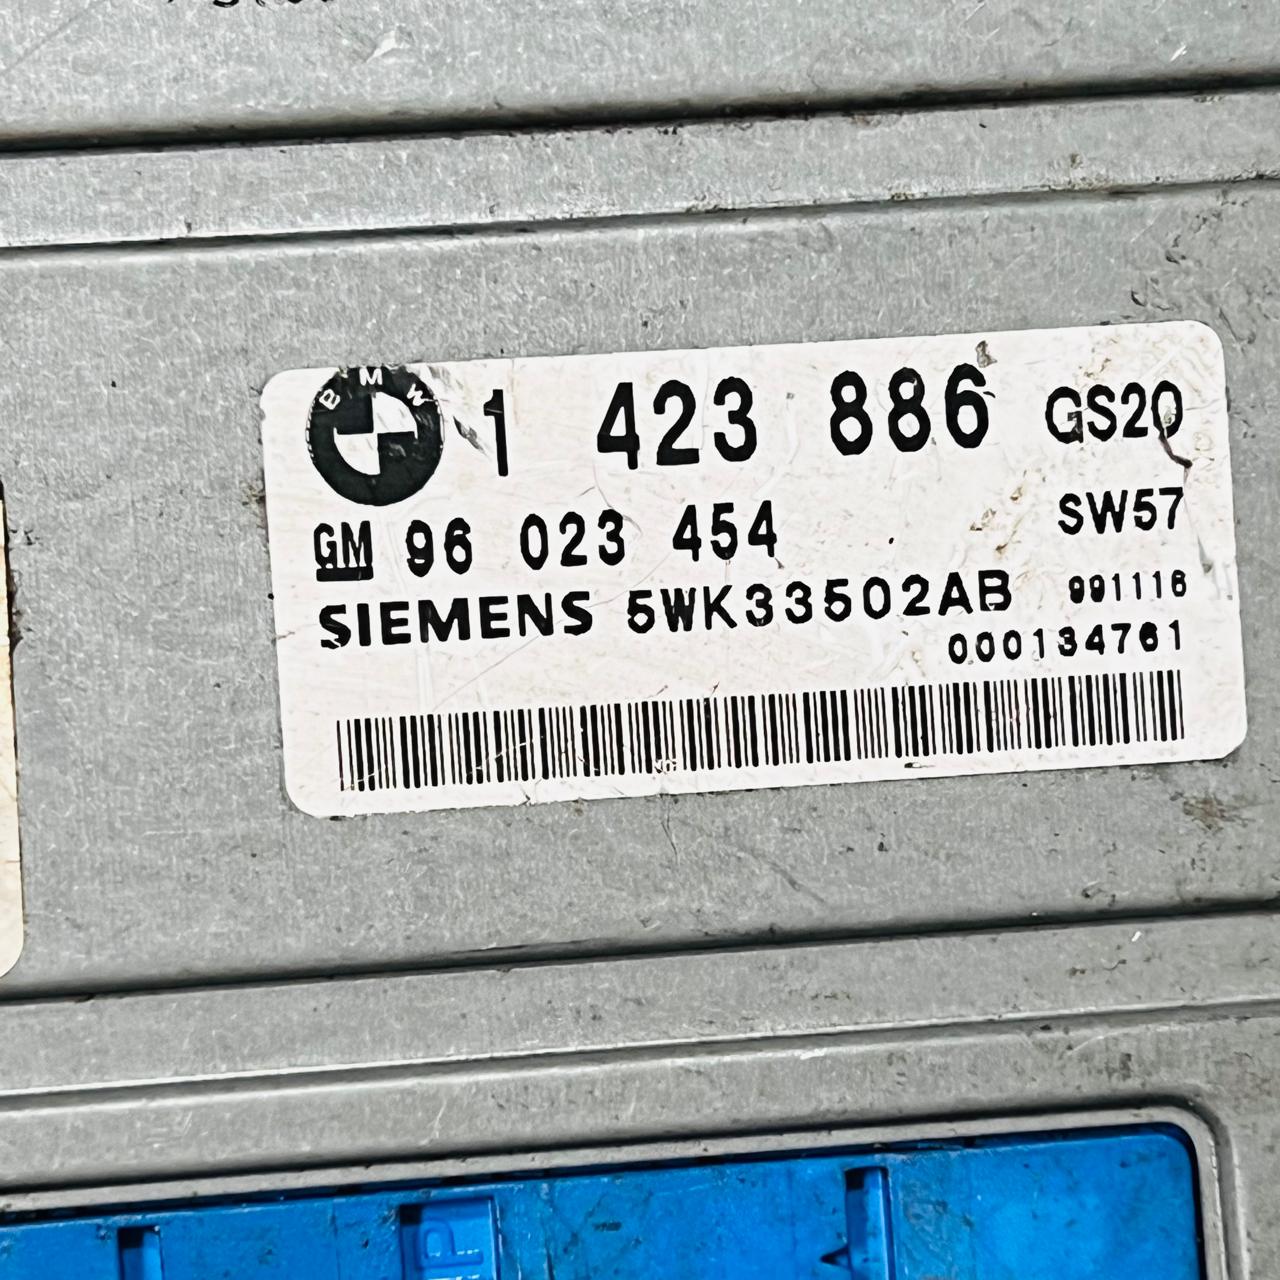 BMW 1 423 886 GS20
GM 96 023 454 SW57
SIEMENS 5WK33502AB 991116
000134761